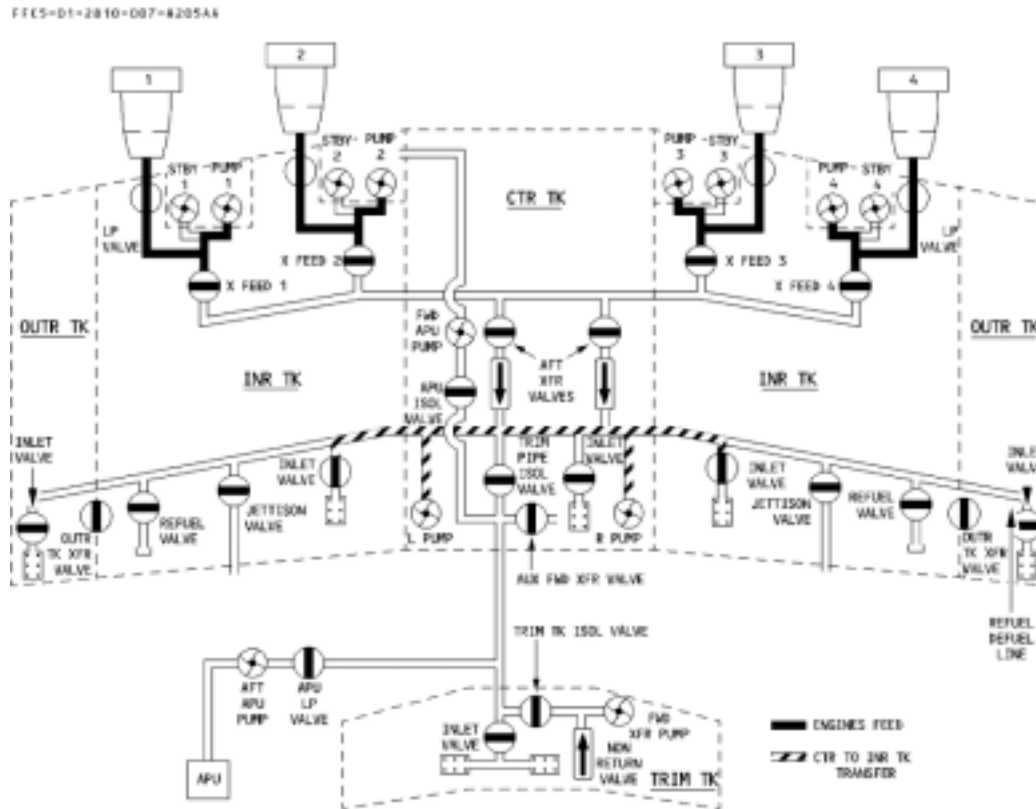 FFC5-01-2810-007-A205AA
1
2
3
4
STBY
1
PUMP
1
STBY
2
PUMP
2
PUMP
3
STBY
3
PUMP
4
STBY
4
CTR TK
LP
VALVE
LP
VALVE
X FEED 1
X FEED 2
X FEED 3
X FEED 4
OUTR TK
INR TK
FWD
APU
PUMP
APU
ISOL
VALVE
AFT
XFR
VALVES
INR TK
OUTR TK
INLET
VALVE
INLET
VALVE
TRIM
PIPE
ISOL
VALVE
INLET
VALVE
INLET
VALVE
INLET
VALVE
OUTR
TK XFR
VALVE
REFUEL
VALVE
JETTISON
VALVE
L PUMP
R PUMP
JETTISON
VALVE
REFUEL
VALVE
OUTR
TK XFR
VALVE
AUX FWD XFR VALVE
REFUEL
DEFUEL
LINE
TRIM TK ISOL VALVE
AFT
APU
PUMP
APU
LP
VALVE
APU
INLET
VALVE
NON
RETURN
VALVE
FWD
XFR PUMP
TRIM TK
ENGINES FEED
CTR TO INR TK
TRANSFER